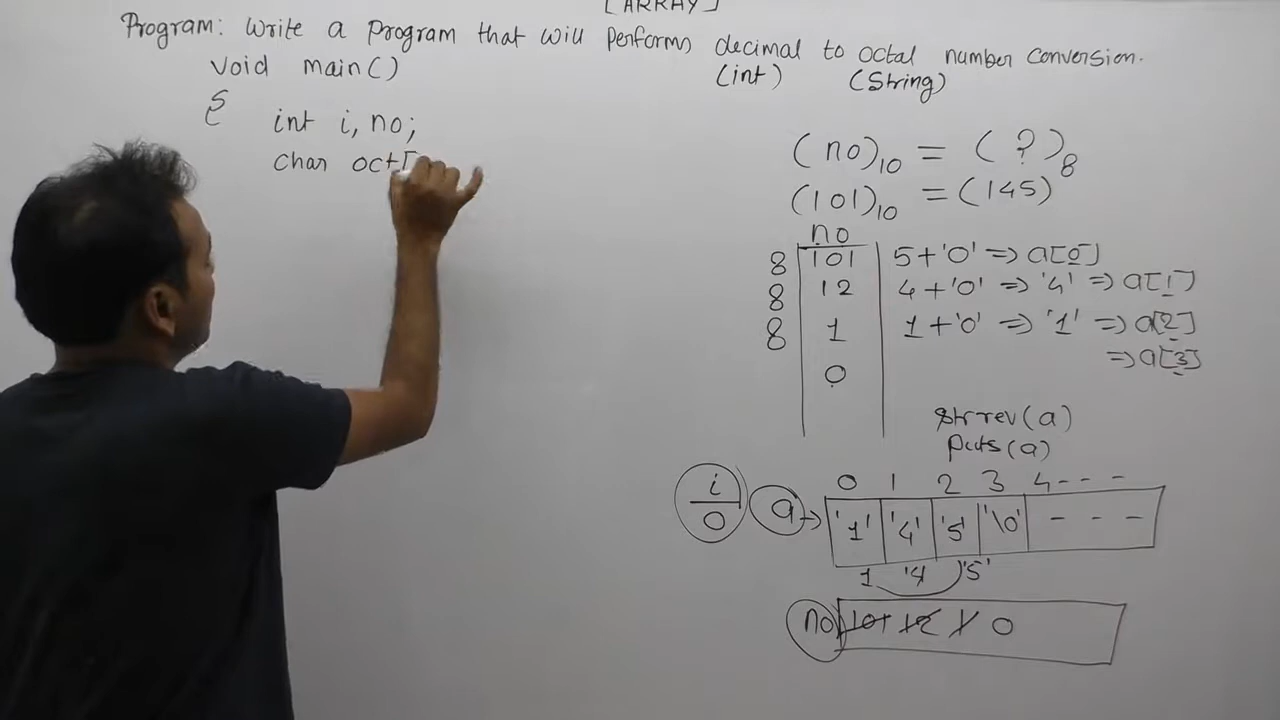 [ARRAY]
Program: Write a program that will performs decimal to octal number conversion.
(int) (String)
void main()
{
int i, no;
char oct[
(no)10 = (?)8
(101)10 = (145)
no
8 101 5+'0' => a[0]
8 12 4+'0' => '4' => a[1]
8 1 1+'0' => '1' => a[2]
0 => a[3]
strrev(a)
puts(a)
0 1 2 3 4 - - -
i
0
a → '1' '4' '5' '\0' - - -
1 '4' '5'
no 101 12 1 0